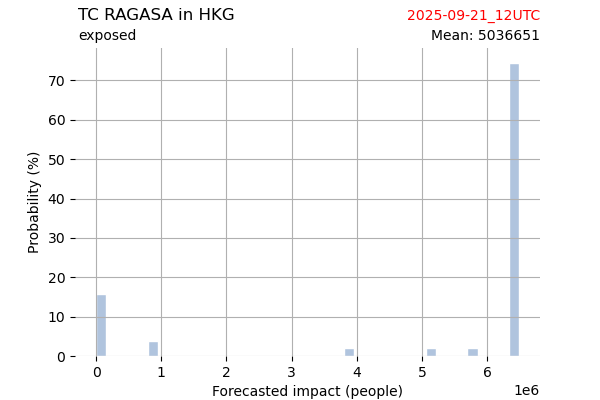 TC RAGASA in HKG
2025-09-21_12UTC
exposed
Mean: 5036651
Probability (%)
70
60
50
40
30
20
10
0
0 1 2 3 4 5 6
1e6
Forecasted impact (people)